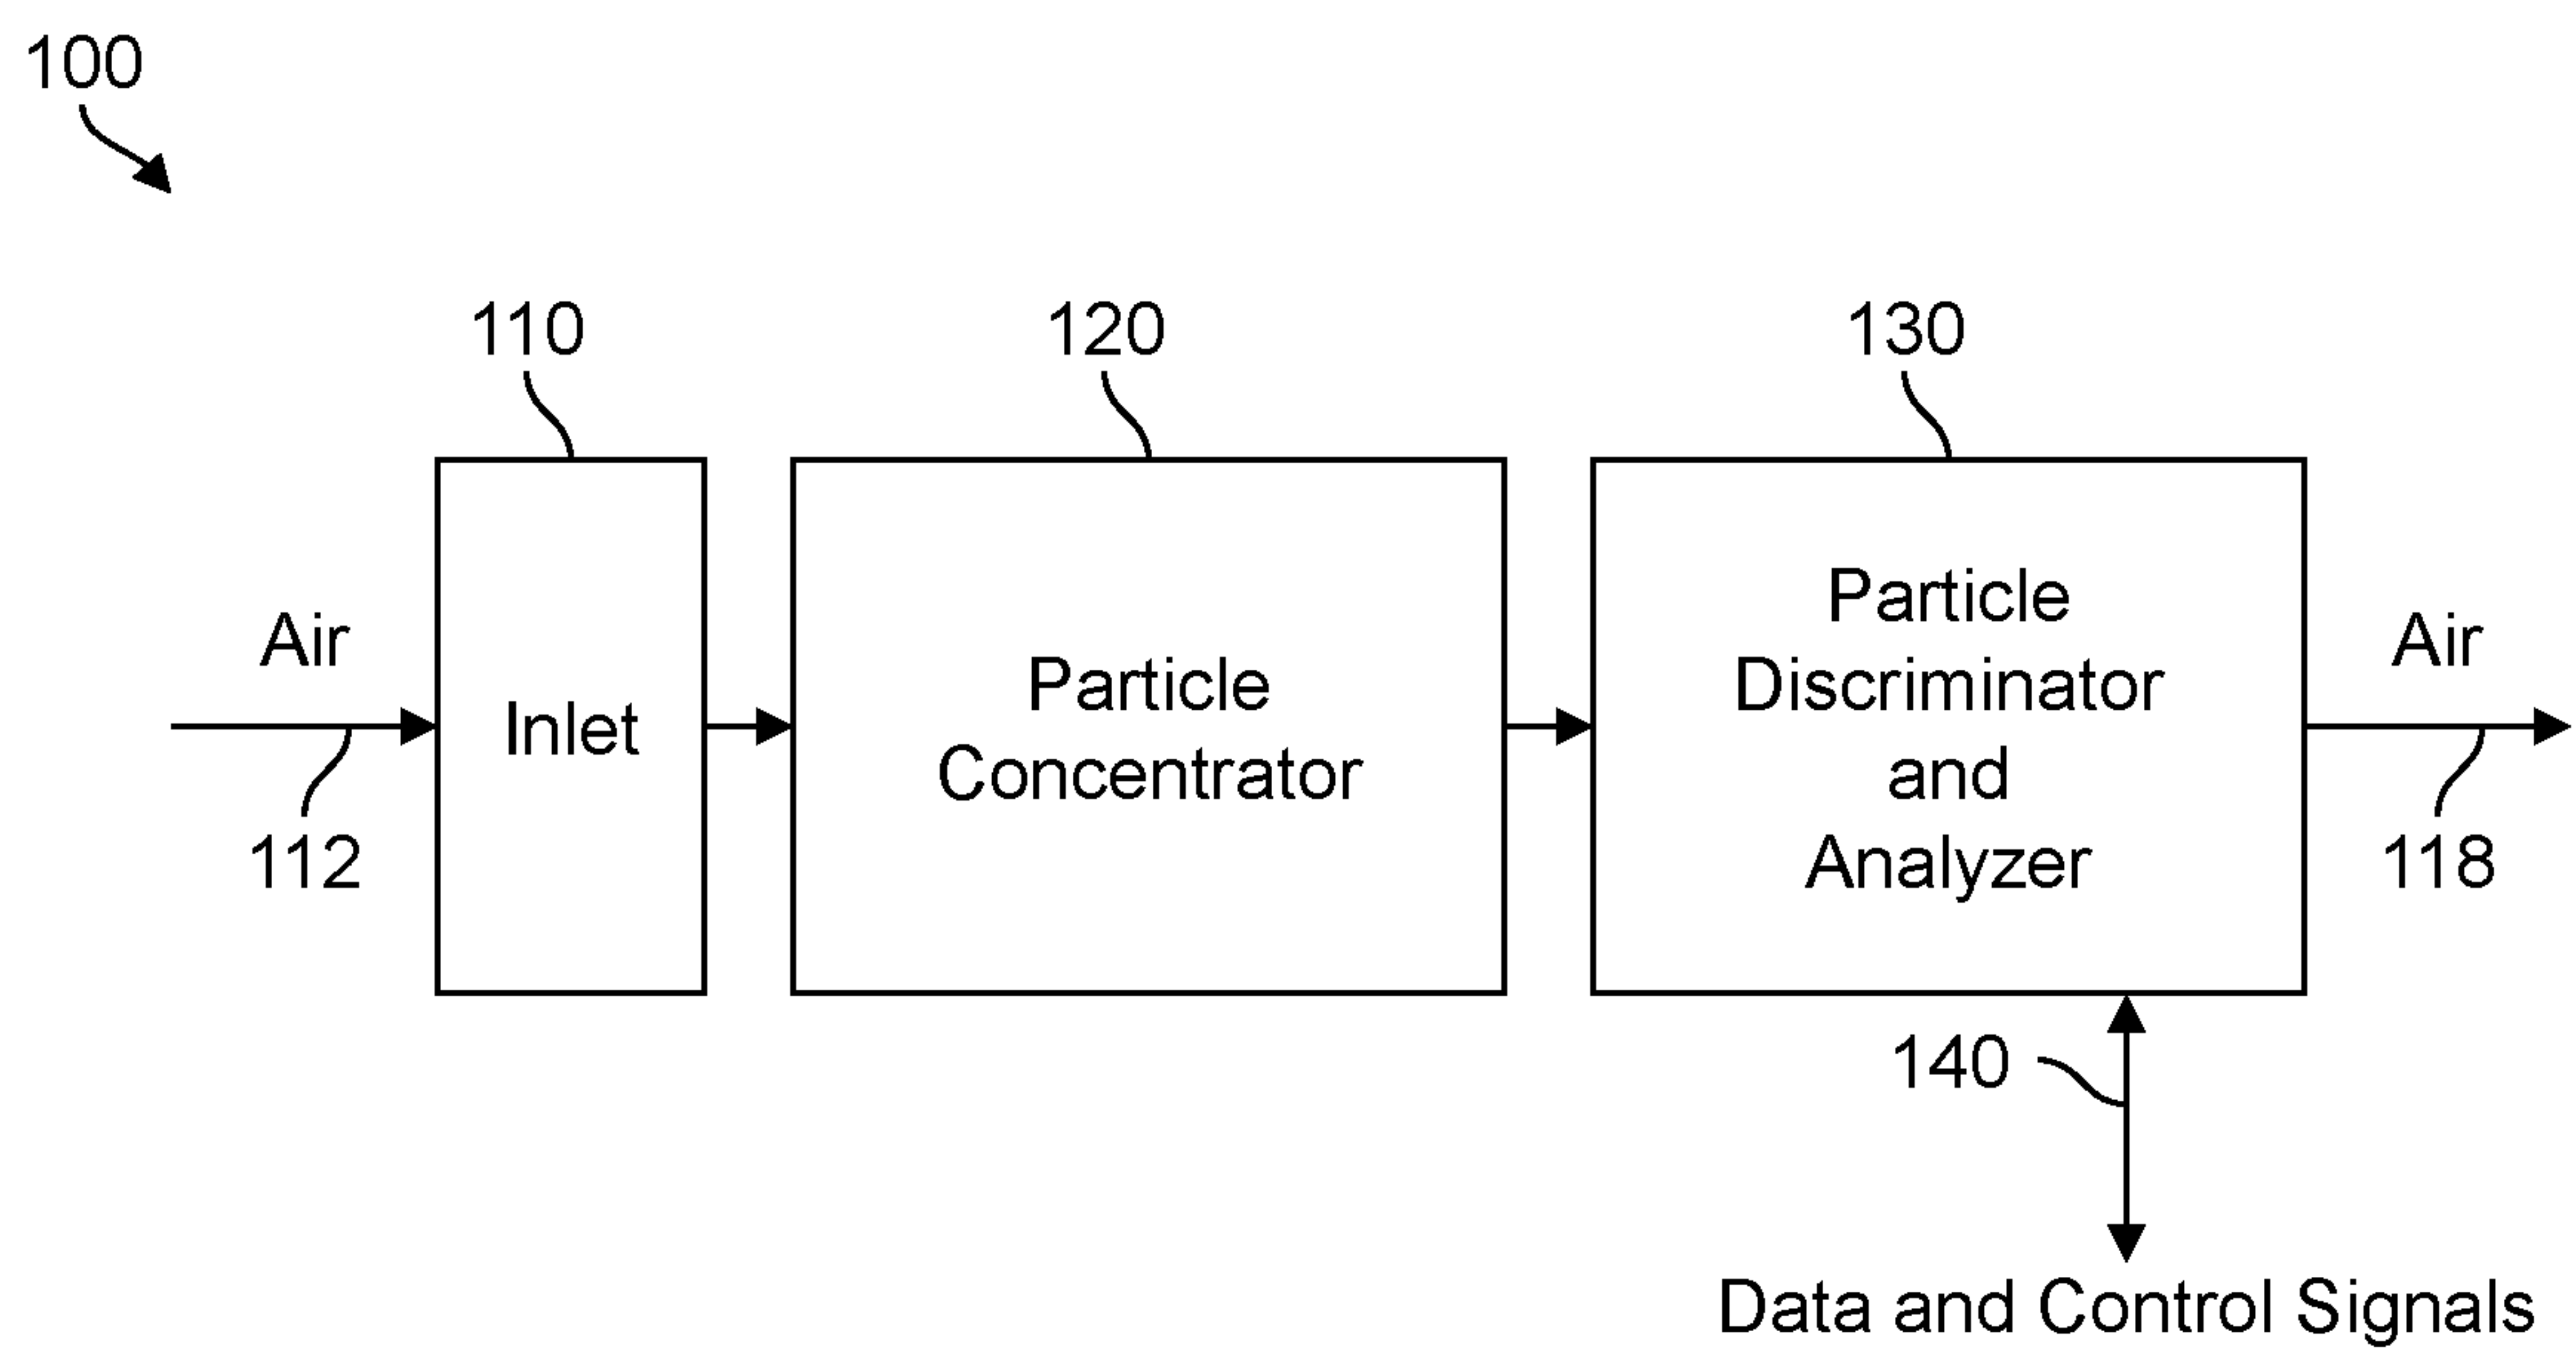 100
110
120
130
Air
Inlet
112
Particle
Concentrator
Particle
Discriminator
and
Analyzer
Air
118
140
Data and Control Signals